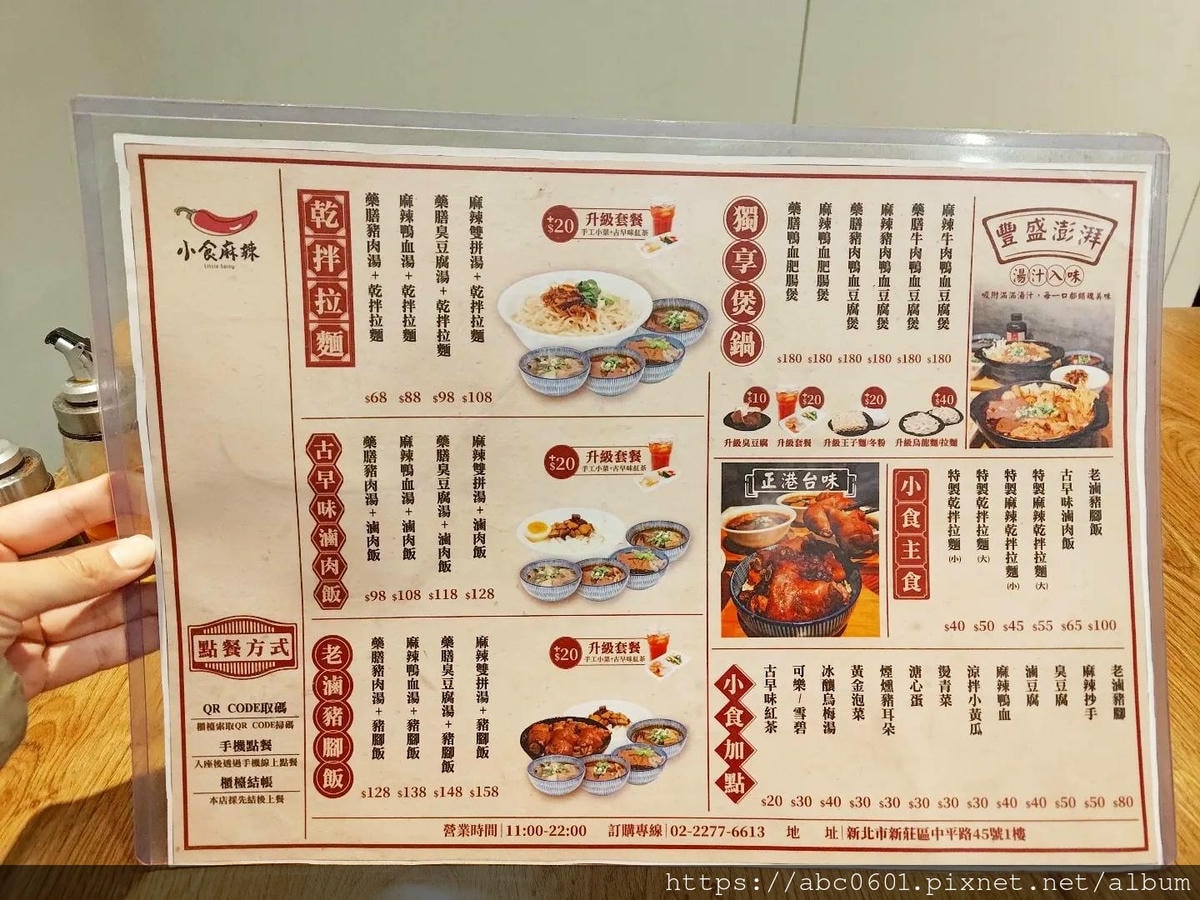 小食麻辣
Little Spicy
點餐方式
QR CODE取碼
櫃檯索取QR CODE掃碼
手機點餐
入座後透過手機線上點餐
櫃檯結帳
本店採先結後上餐
乾拌拉麵
藥膳豬肉湯+乾拌拉麵 $68
麻辣鴨血湯+乾拌拉麵 $88
藥膳臭豆腐湯+乾拌拉麵 $98
麻辣雙拼湯+乾拌拉麵 $108
+$20 升級套餐
手工小菜+古早味紅茶
古早味滷肉飯
藥膳豬肉湯+滷肉飯 $98
麻辣鴨血湯+滷肉飯 $108
藥膳臭豆腐湯+滷肉飯 $118
麻辣雙拼湯+滷肉飯 $128
+$20 升級套餐
手工小菜+古早味紅茶
老滷豬腳飯
藥膳豬肉湯+豬腳飯 $128
麻辣鴨血湯+豬腳飯 $138
藥膳臭豆腐湯+豬腳飯 $148
麻辣雙拼湯+豬腳飯 $158
+$20 升級套餐
手工小菜+古早味紅茶
獨享煲鍋
藥膳鴨血肥腸煲 $180
麻辣鴨血肥腸煲 $180
藥膳豬肉鴨血豆腐煲 $180
麻辣豬肉鴨血豆腐煲 $180
藥膳牛肉鴨血豆腐煲 $180
麻辣牛肉鴨血豆腐煲 $180
+$10 升級臭豆腐
+$20 升級套餐
+$20 升級王子麵/冬粉
+$40 升級烏龍麵/拉麵
豐盛澎湃
湯汁入味
吸附滿滿湯汁,每一口都銷魂美味
正港台味
小食主食
特製乾拌拉麵(小) $40
特製乾拌拉麵(大) $50
特製麻辣乾拌拉麵(小) $45
特製麻辣乾拌拉麵(大) $55
古早味滷肉飯 $65
老滷豬腳飯 $100
小食加點
古早味紅茶 $20
可樂/雪碧 $30
冰釀烏梅湯 $40
黃金泡菜 $30
煙燻豬耳朵 $30
溏心蛋 $30
燙青菜 $30
涼拌小黃瓜 $30
麻辣鴨血 $40
滷豆腐 $40
臭豆腐 $50
麻辣抄手 $50
老滷豬腳 $80
營業時間|11:00-22:00 訂購專線|02-2277-6613 地 址|新北市新莊區中平路45號1樓
https://abc0601.pixnet.net/album